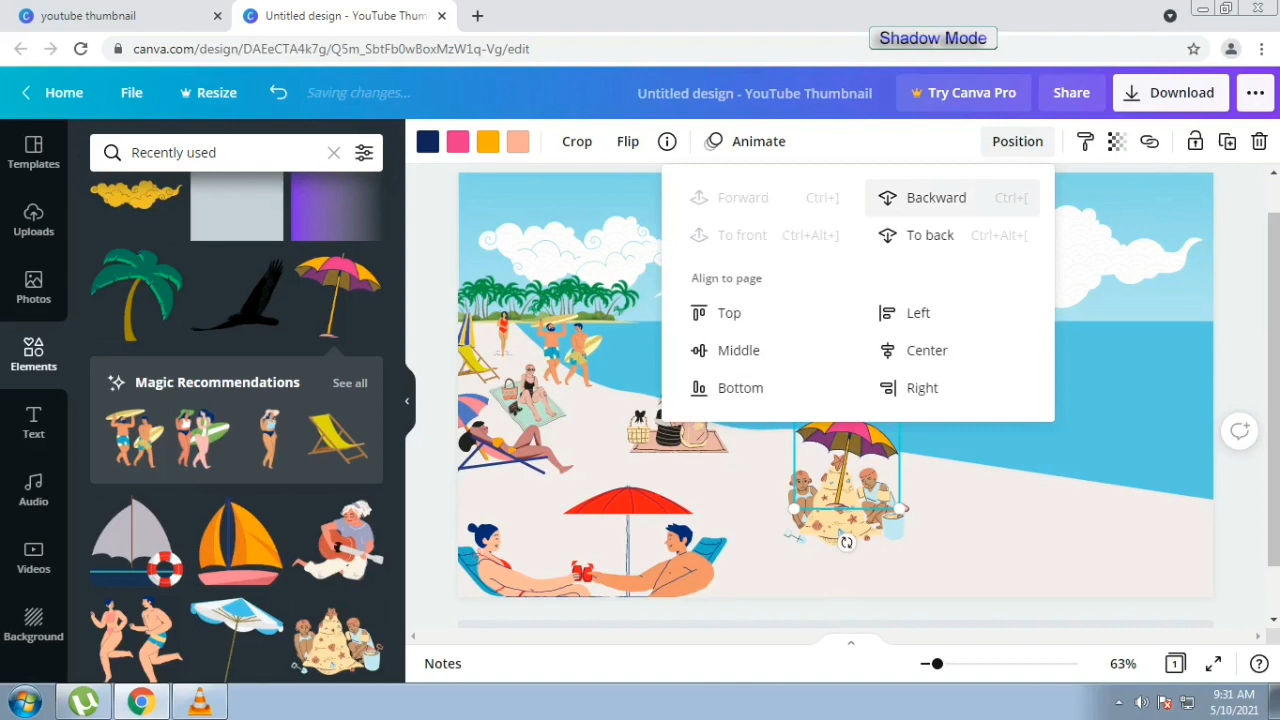 youtube thumbnail
Untitled design - YouTube Thum
canva.com/design/DAEeCTA4k7g/Q5m_SbtFb0wBoxMzW1q-Vg/edit
Shadow Mode
Home
File
Resize
Saving changes...
Untitled design - YouTube Thumbnail
Try Canva Pro
Share
Download
Templates
Uploads
Photos
Elements
Text
Audio
Videos
Background
Recently used
Crop
Flip
Animate
Position
Forward Ctrl+]
Backward Ctrl+[
To front Ctrl+Alt+]
To back Ctrl+Alt+[
Align to page
Top
Left
Middle
Center
Bottom
Right
Magic Recommendations
See all
Notes
63%
1
9:31 AM
5/10/2021